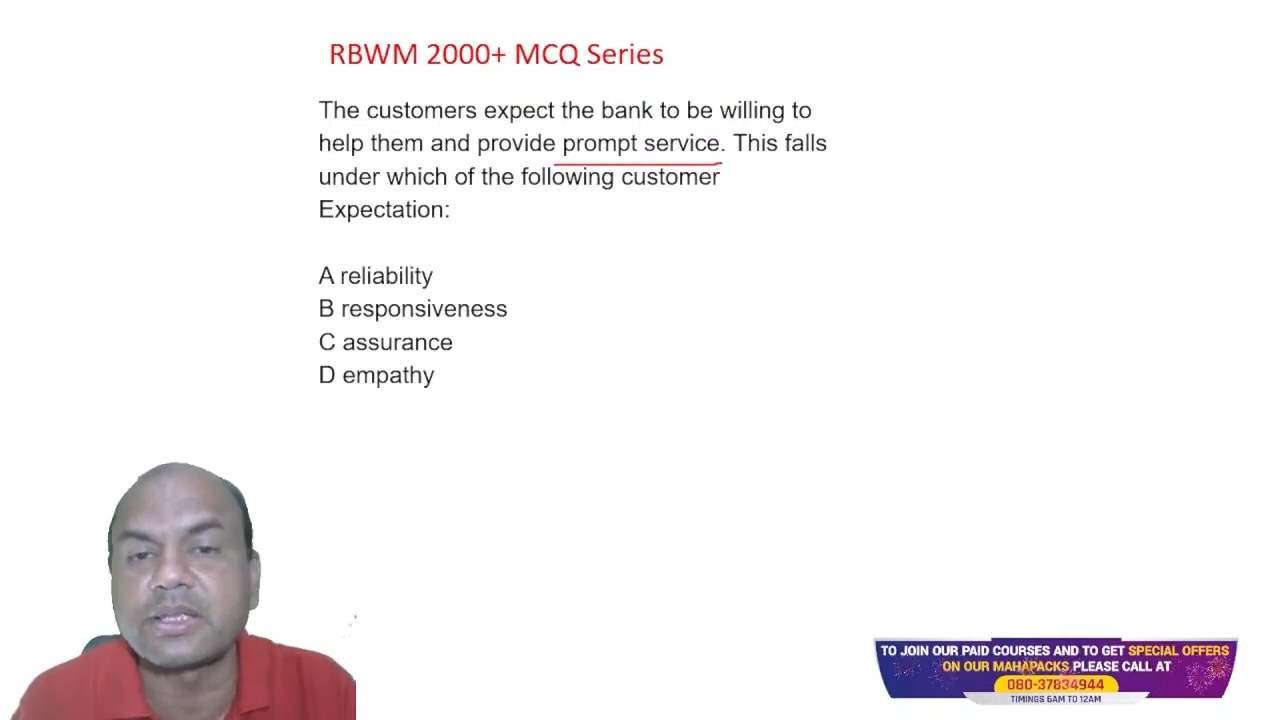 RBWM 2000+ MCQ Series
The customers expect the bank to be willing to
help them and provide prompt service. This falls
under which of the following customer
Expectation:
A reliability
B responsiveness
C assurance
D empathy
TO JOIN OUR PAID COURSES AND TO GET SPECIAL OFFERS
ON OUR MAHAPACKS PLEASE CALL AT
080-37834944
TIMINGS 6AM TO 12AM